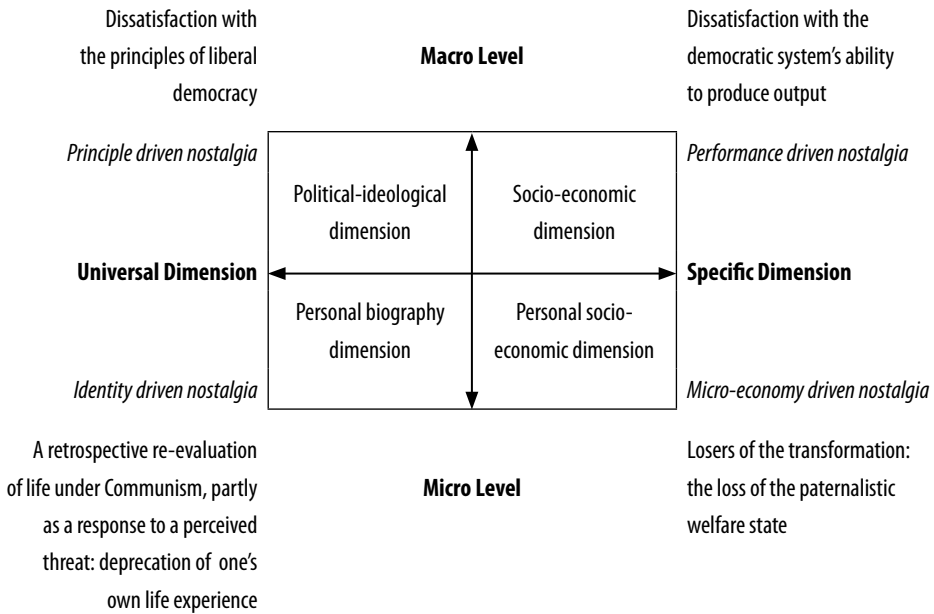 Dissatisfaction with
the principles of liberal
democracy
Macro Level
Dissatisfaction with the
democratic system’s ability
to produce output
Principle driven nostalgia
Performance driven nostalgia
Political-ideological
dimension
Socio-economic
dimension
Universal Dimension
Specific Dimension
Personal biography
dimension
Personal socio-
economic dimension
Identity driven nostalgia
Micro-economy driven nostalgia
A retrospective re-evaluation
of life under Communism, partly
as a response to a perceived
threat: deprecation of one’s
own life experience
Micro Level
Losers of the transformation:
the loss of the paternalistic
welfare state